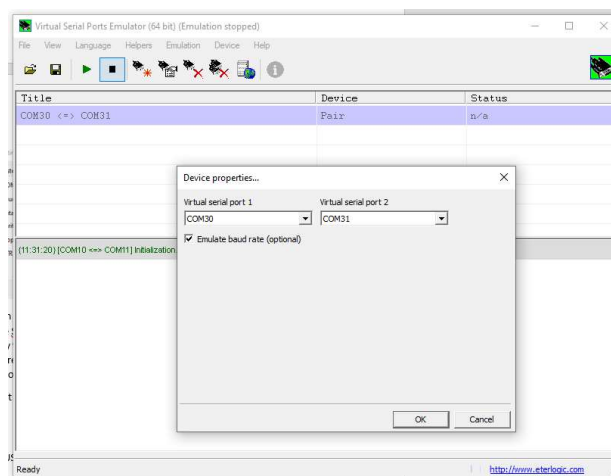 Virtual Serial Ports Emulator (64 bit) (Emulation stopped)
File View Language Helpers Emulation Device Help
Title Device Status
COM30 <=> COM31 Pair n/a
Device properties...
Virtual serial port 1 Virtual serial port 2
COM30 COM31
Emulate baud rate (optional)
(11:31:20) [COM10 <=> COM11] Initialization
OK Cancel
Ready http://www.eterlogic.com